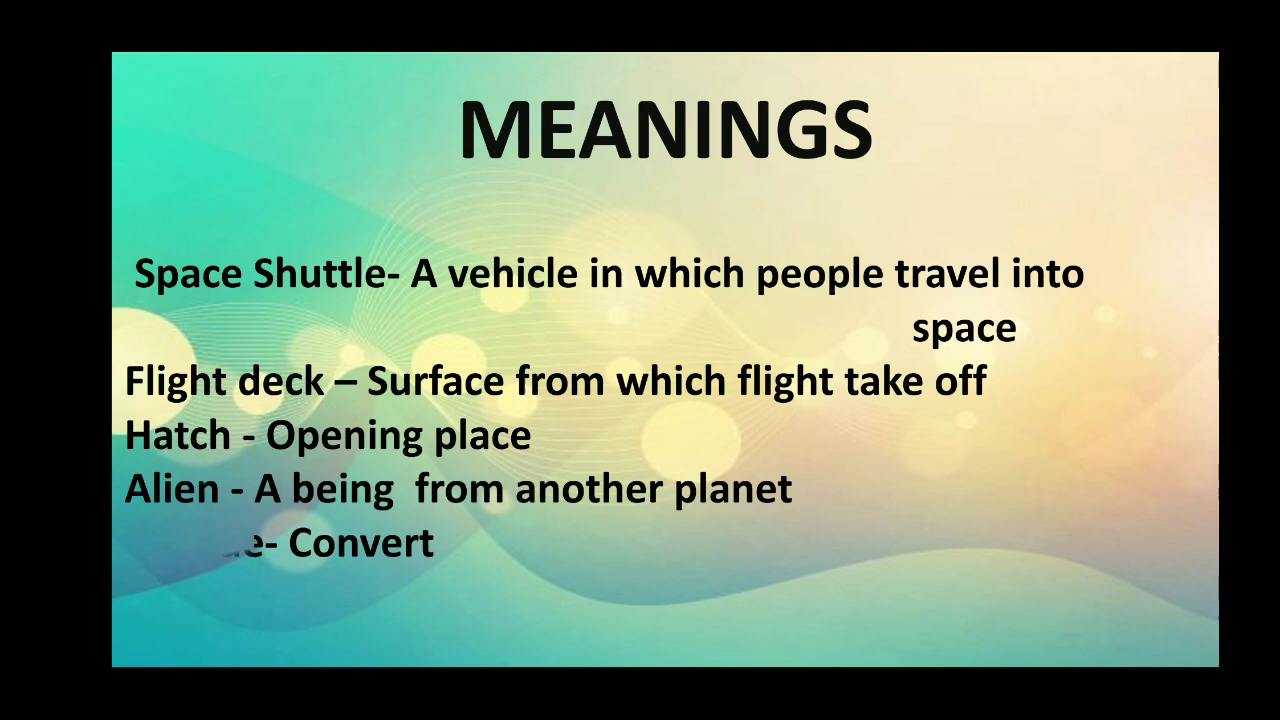 MEANINGS
Space Shuttle- A vehicle in which people travel into
space
Flight deck – Surface from which flight take off
Hatch - Opening place
Alien - A being  from another planet
Convert